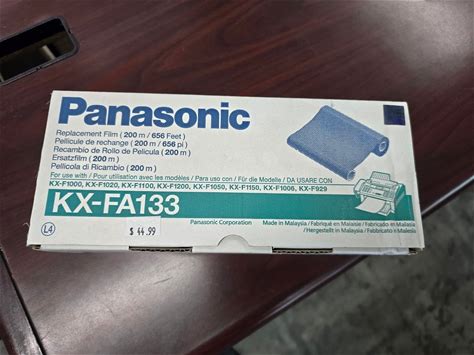 Panasonic
Replacement Film ( 200 m / 656 Feet )
Pellicule de rechange ( 200 m / 656 pi )
Recambio de Rollo de Película ( 200 m )
Ersatzfilm ( 200 m )
Pellicola di Ricambio ( 200 m )
For use with / Pour utilisation avec les modèles / Para uso con / Für die Modelle / DA USARE CON
KX-F1000, KX-F1020, KX-F1100, KX-F1200, KX-F1050, KX-F1150, KX-F1006, KX-F929
KX-FA133
Panasonic Corporation
Made in Malaysia / Fabriqué en Malaisie / Fabricado en Malasia
/ Hergestellt in Malaysia / Fabbricato in Malesia
$ 44.99
L4